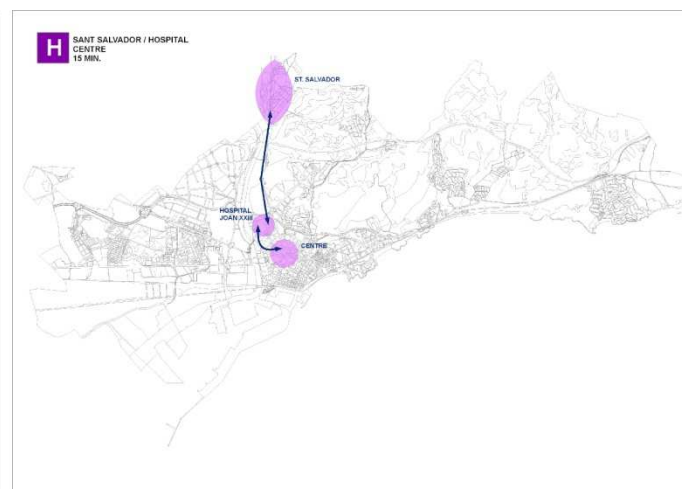 H
SANT SALVADOR / HOSPITAL
CENTRE
15 MIN.
ST. SALVADOR
HOSPITAL
JOAN XXIII
CENTRE